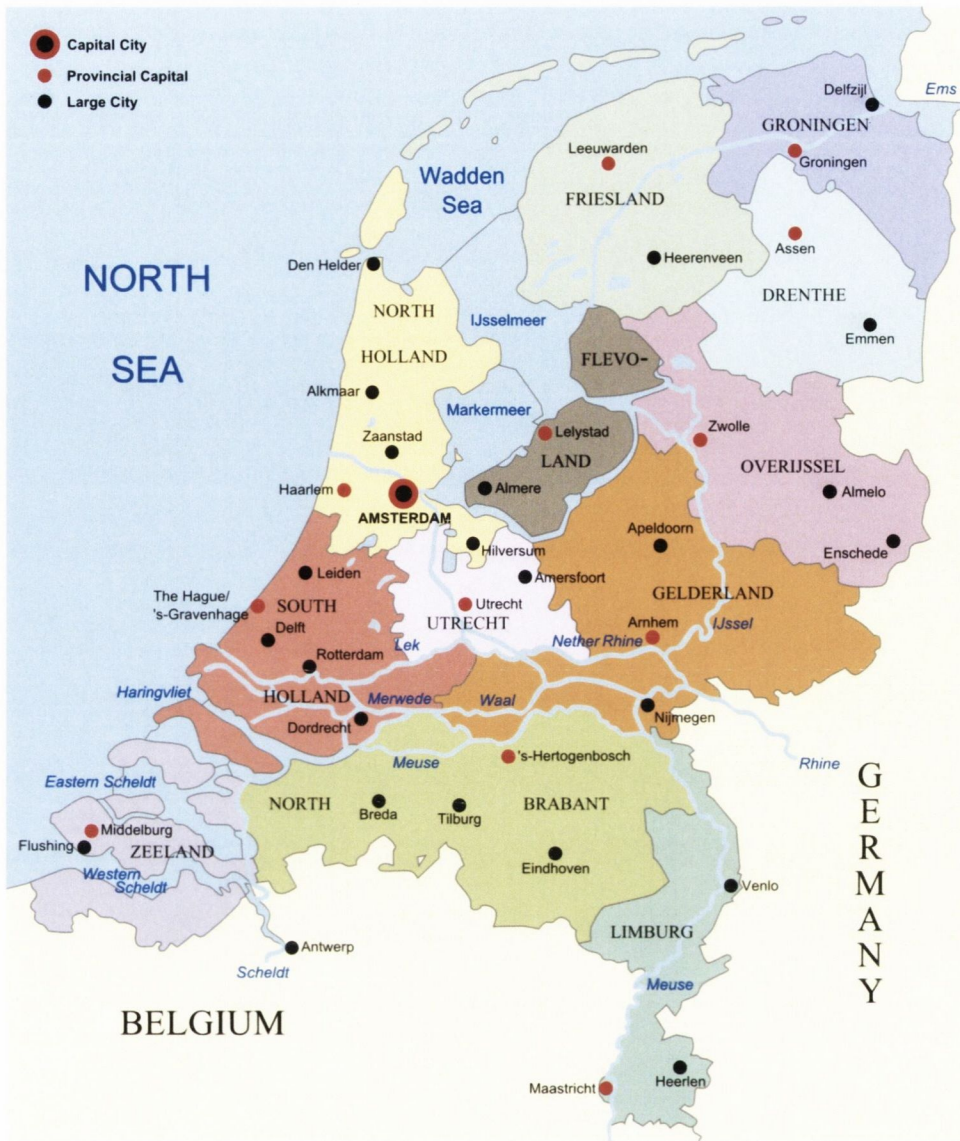 Capital City
Provincial Capital
Large City
Ems
Delfzijl
GRONINGEN
Groningen
Leeuwarden
FRIESLAND
Wadden
Sea
Assen
Heerenveen
Den Helder
NORTH
SEA
DRENTHE
Emmen
NORTH
HOLLAND
IJsselmeer
FLEVO-
LAND
Alkmaar
Markermeer
Zaanstad
Lelystad
Zwolle
OVERIJSSEL
Haarlem
Almere
Almelo
AMSTERDAM
Apeldoorn
Hilversum
Enschede
Leiden
Amersfoort
GELDERLAND
The Hague/
's-Gravenhage
SOUTH
HOLLAND
Utrecht
UTRECHT
Delft
Arnhem
IJssel
Lek
Nether Rhine
Rotterdam
Haringvliet
Merwede
Waal
Dordrecht
Nijmegen
Meuse
's-Hertogenbosch
Rhine
GERMANY
Eastern Scheldt
NORTH
BRABANT
Breda
Tilburg
Middelburg
Flushing
ZEELAND
Western
Scheldt
Eindhoven
Venlo
LIMBURG
Antwerp
Scheldt
Meuse
BELGIUM
Maastricht
Heerlen